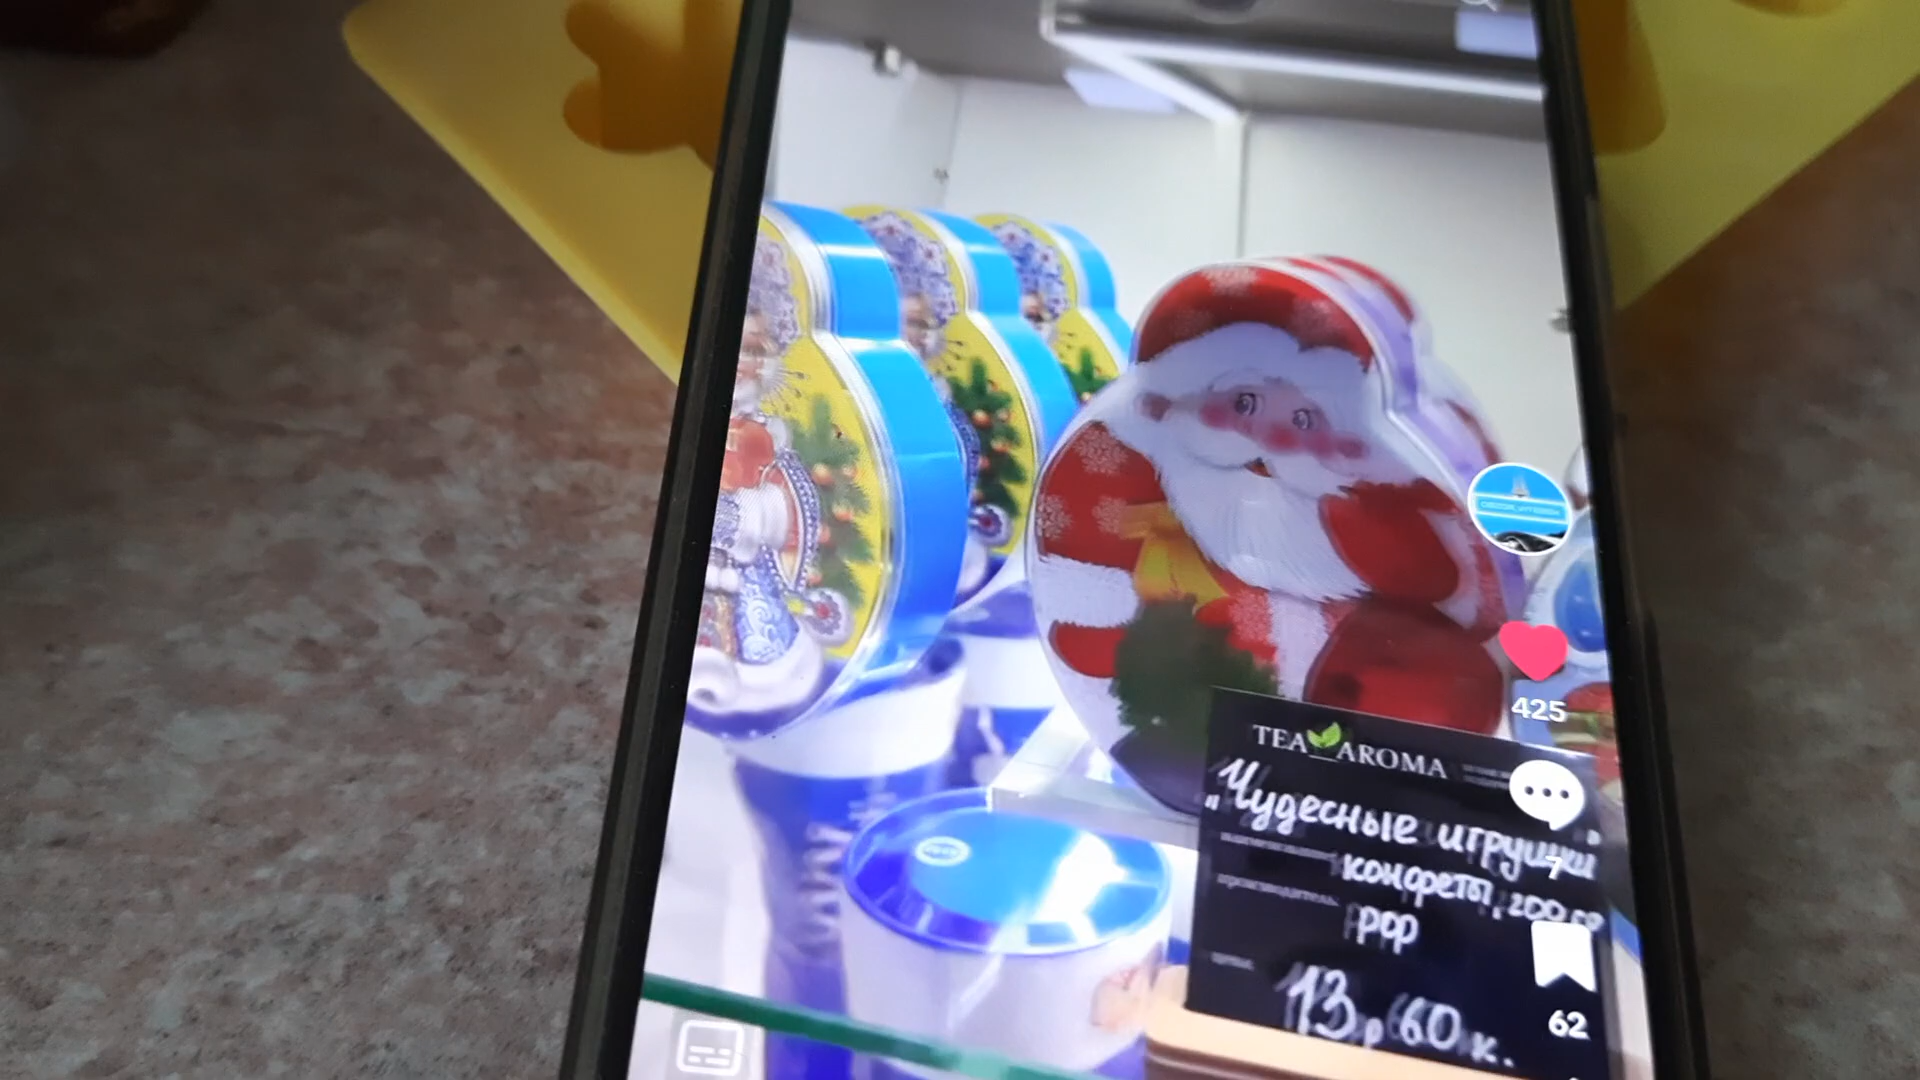 425
TEA AROMA
"Чудесные игрушки"
7
конфеты, 200 гр
РФ
13 р 60 к.
62